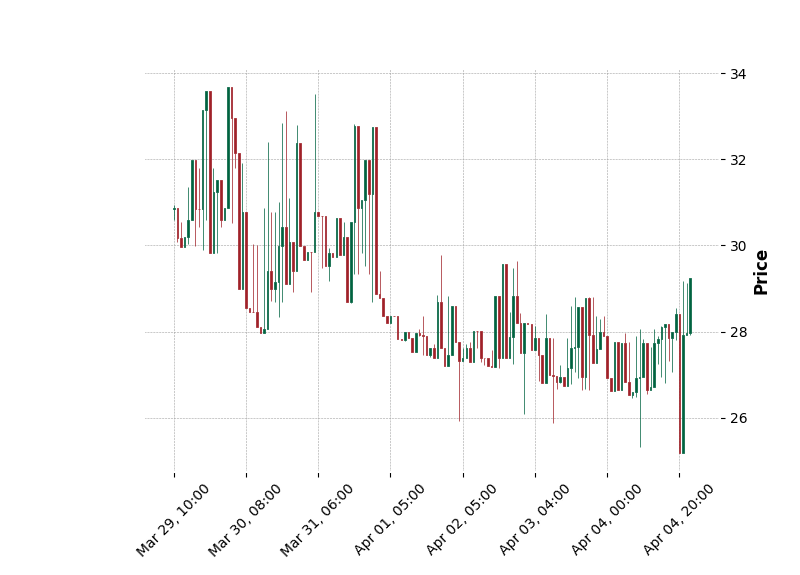 34
32
30
28
26
Price
Mar 29, 10:00
Mar 30, 08:00
Mar 31, 06:00
Apr 01, 05:00
Apr 02, 05:00
Apr 03, 04:00
Apr 04, 00:00
Apr 04, 20:00